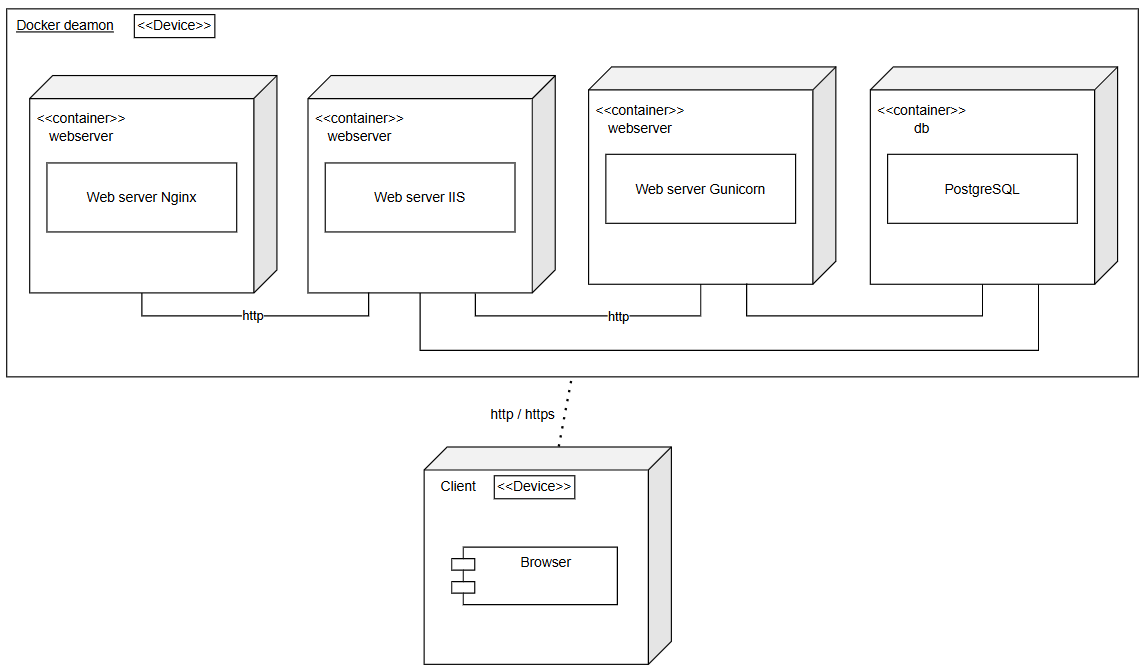 Docker deamon
<<Device>>
<<container>>
webserver
Web server Nginx
<<container>>
webserver
Web server IIS
<<container>>
webserver
Web server Gunicorn
<<container>>
db
PostgreSQL
http
http
http / https
Client
<<Device>>
Browser